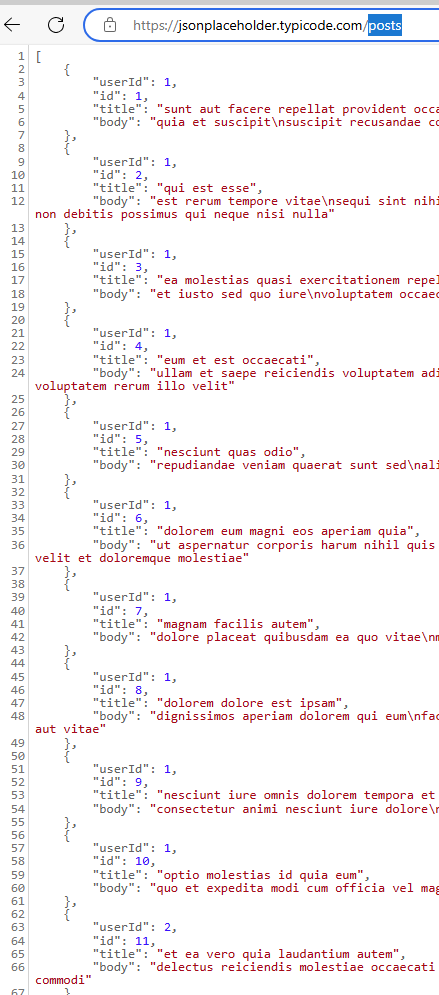 https://jsonplaceholder.typicode.com/posts
1 [
2 {
3 "userId": 1,
4 "id": 1,
5 "title": "sunt aut facere repellat provident occa
6 "body": "quia et suscipit\nsuscipit recusandae co
7 },
8 {
9 "userId": 1,
10 "id": 2,
11 "title": "qui est esse",
12 "body": "est rerum tempore vitae\nsequi sint nihi
non debitis possimus qui neque nisi nulla"
13 },
14 {
15 "userId": 1,
16 "id": 3,
17 "title": "ea molestias quasi exercitationem repel
18 "body": "et iusto sed quo iure\nvoluptatem occaec
19 },
20 {
21 "userId": 1,
22 "id": 4,
23 "title": "eum et est occaecati",
24 "body": "ullam et saepe reiciendis voluptatem adi
voluptatem rerum illo velit"
25 },
26 {
27 "userId": 1,
28 "id": 5,
29 "title": "nesciunt quas odio",
30 "body": "repudiandae veniam quaerat sunt sed\nali
31 },
32 {
33 "userId": 1,
34 "id": 6,
35 "title": "dolorem eum magni eos aperiam quia",
36 "body": "ut aspernatur corporis harum nihil quis
velit et doloremque molestiae"
37 },
38 {
39 "userId": 1,
40 "id": 7,
41 "title": "magnam facilis autem",
42 "body": "dolore placeat quibusdam ea quo vitae\nm
43 },
44 {
45 "userId": 1,
46 "id": 8,
47 "title": "dolorem dolore est ipsam",
48 "body": "dignissimos aperiam dolorem qui eum\nfac
aut vitae"
49 },
50 {
51 "userId": 1,
52 "id": 9,
53 "title": "nesciunt iure omnis dolorem tempora et
54 "body": "consectetur animi nesciunt iure dolore\n
55 },
56 {
57 "userId": 1,
58 "id": 10,
59 "title": "optio molestias id quia eum",
60 "body": "quo et expedita modi cum officia vel mag
61 },
62 {
63 "userId": 2,
64 "id": 11,
65 "title": "et ea vero quia laudantium autem",
66 "body": "delectus reiciendis molestiae occaecati
commodi"
67 }